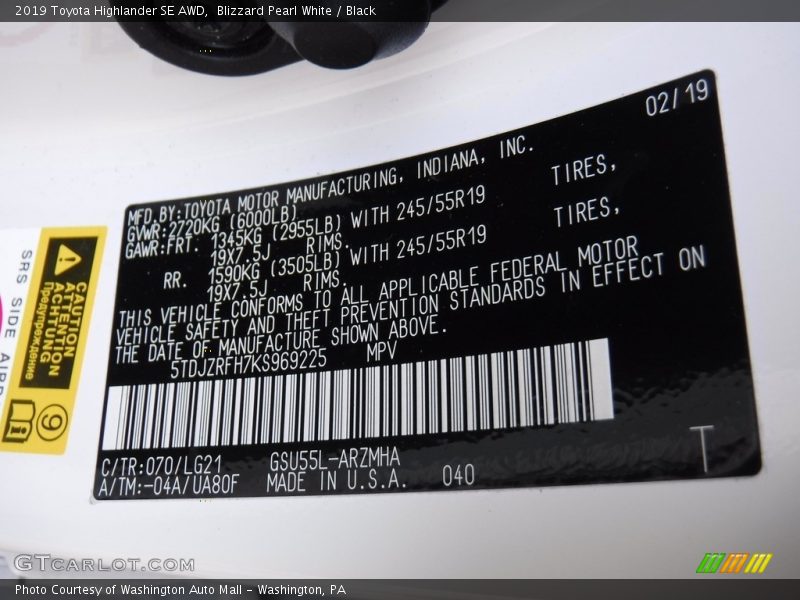 2019 Toyota Highlander SE AWD,  Blizzard Pearl White / Black
02/19
MFD.BY:TOYOTA MOTOR MANUFACTURING, INDIANA, INC.
GVWR:2720KG (6000LB)
GAWR:FRT. 1345KG (2955LB) WITH 245/55R19 TIRES,
19X7.5J RIMS.
RR. 1590KG (3505LB) WITH 245/55R19 TIRES,
19X7.5J RIMS.
THIS VEHICLE CONFORMS TO ALL APPLICABLE FEDERAL MOTOR
VEHICLE SAFETY AND THEFT PREVENTION STANDARDS IN EFFECT ON
THE DATE OF MANUFACTURE SHOWN ABOVE.
5TDJZRFH7KS969225 MPV
C/TR:070/LG21 GSU55L-ARZMHA
A/TM:-04A/UA80F MADE IN U.S.A. 040
T
SRS SIDE
CAUTION
ATTENTION
ACHTUNG
Предупреждение
9
GTCARLOT.COM
Photo Courtesy of Washington Auto Mall - Washington, PA